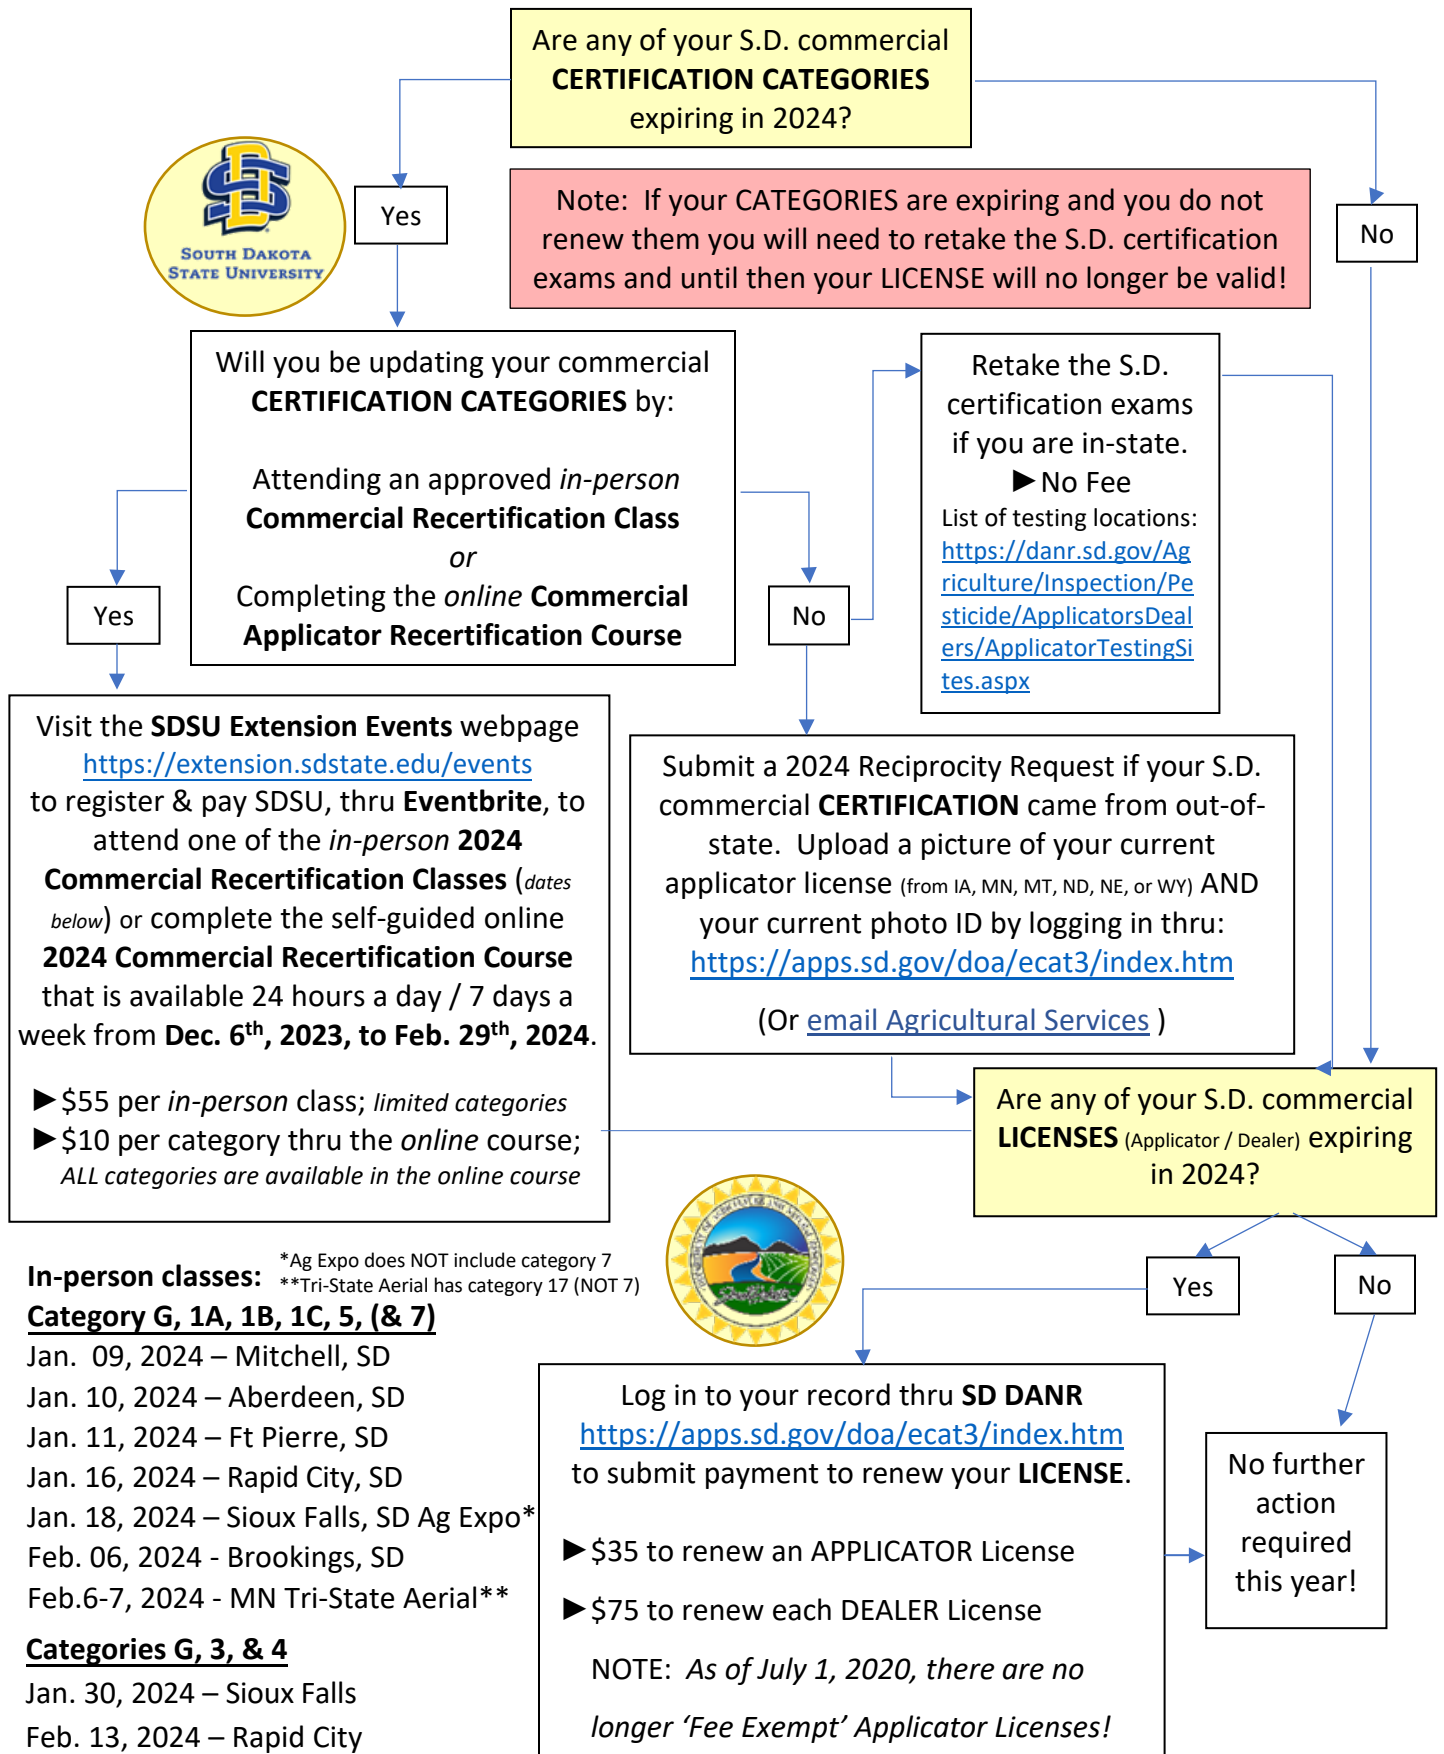 Are any of your S.D. commercial
CERTIFICATION CATEGORIES
expiring in 2024?
SOUTH DAKOTA
STATE UNIVERSITY
Yes
Note:  If your CATEGORIES are expiring and you do not
renew them you will need to retake the S.D. certification
exams and until then your LICENSE will no longer be valid!
No
Will you be updating your commercial
CERTIFICATION CATEGORIES by:
Attending an approved in-person
Commercial Recertification Class
or
Completing the online Commercial
Applicator Recertification Course
Retake the S.D.
certification exams
if you are in-state.
►No Fee
List of testing locations:
https://danr.sd.gov/Ag
riculture/Inspection/Pe
sticide/ApplicatorsDeal
ers/ApplicatorTestingSi
tes.aspx
Yes
No
Visit the SDSU Extension Events webpage
https://extension.sdstate.edu/events
to register & pay SDSU, thru Eventbrite, to
attend one of the in-person 2024
Commercial Recertification Classes (dates
below) or complete the self-guided online
2024 Commercial Recertification Course
that is available 24 hours a day / 7 days a
week from Dec. 6th, 2023, to Feb. 29th, 2024.
►$55 per in-person class; limited categories
►$10 per category thru the online course;
ALL categories are available in the online course
Submit a 2024 Reciprocity Request if your S.D.
commercial CERTIFICATION came from out-of-
state.  Upload a picture of your current
applicator license (from IA, MN, MT, ND, NE, or WY) AND
your current photo ID by logging in thru:
https://apps.sd.gov/doa/ecat3/index.htm
(Or email Agricultural Services )
Are any of your S.D. commercial
LICENSES (Applicator / Dealer) expiring
in 2024?
Yes
No
In-person classes:
*Ag Expo does NOT include category 7
**Tri-State Aerial has category 17 (NOT 7)
Category G, 1A, 1B, 1C, 5, (& 7)
Jan.  09, 2024 – Mitchell, SD
Jan. 10, 2024 – Aberdeen, SD
Jan. 11, 2024 – Ft Pierre, SD
Jan. 16, 2024 – Rapid City, SD
Jan. 18, 2024 – Sioux Falls, SD Ag Expo*
Feb. 06, 2024 - Brookings, SD
Feb.6-7, 2024 - MN Tri-State Aerial**
Categories G, 3, & 4
Jan. 30, 2024 – Sioux Falls
Feb. 13, 2024 – Rapid City
Log in to your record thru SD DANR
https://apps.sd.gov/doa/ecat3/index.htm
to submit payment to renew your LICENSE.
►$35 to renew an APPLICATOR License
►$75 to renew each DEALER License
NOTE:  As of July 1, 2020, there are no
longer ‘Fee Exempt’ Applicator Licenses!
No further
action
required
this year!